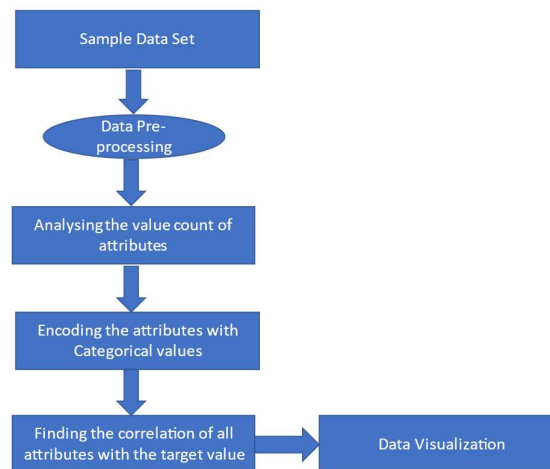 Sample Data Set
Data Pre-
processing
Analysing the value count of
attributes
Encoding the attributes with
Categorical values
Finding the correlation of all
attributes with the target value
Data Visualization